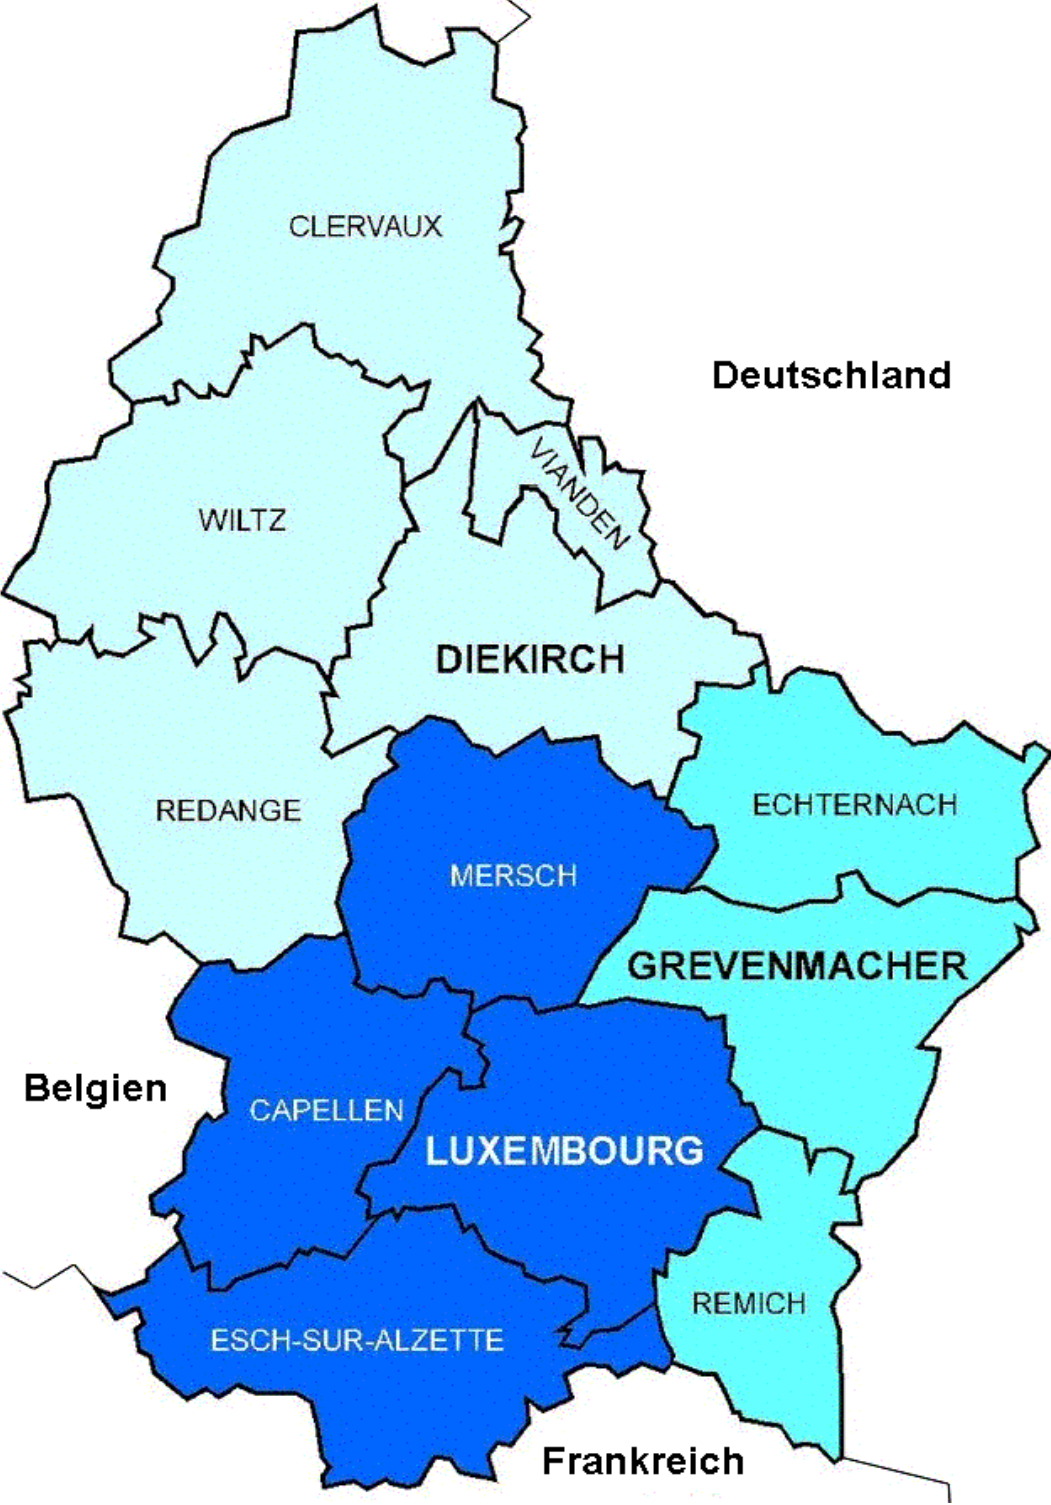 CLERVAUX
Deutschland
VIANDEN
WILTZ
DIEKIRCH
REDANGE
ECHTERNACH
MERSCH
GREVENMACHER
Belgien
CAPELLEN
LUXEMBOURG
REMICH
ESCH-SUR-ALZETTE
Frankreich